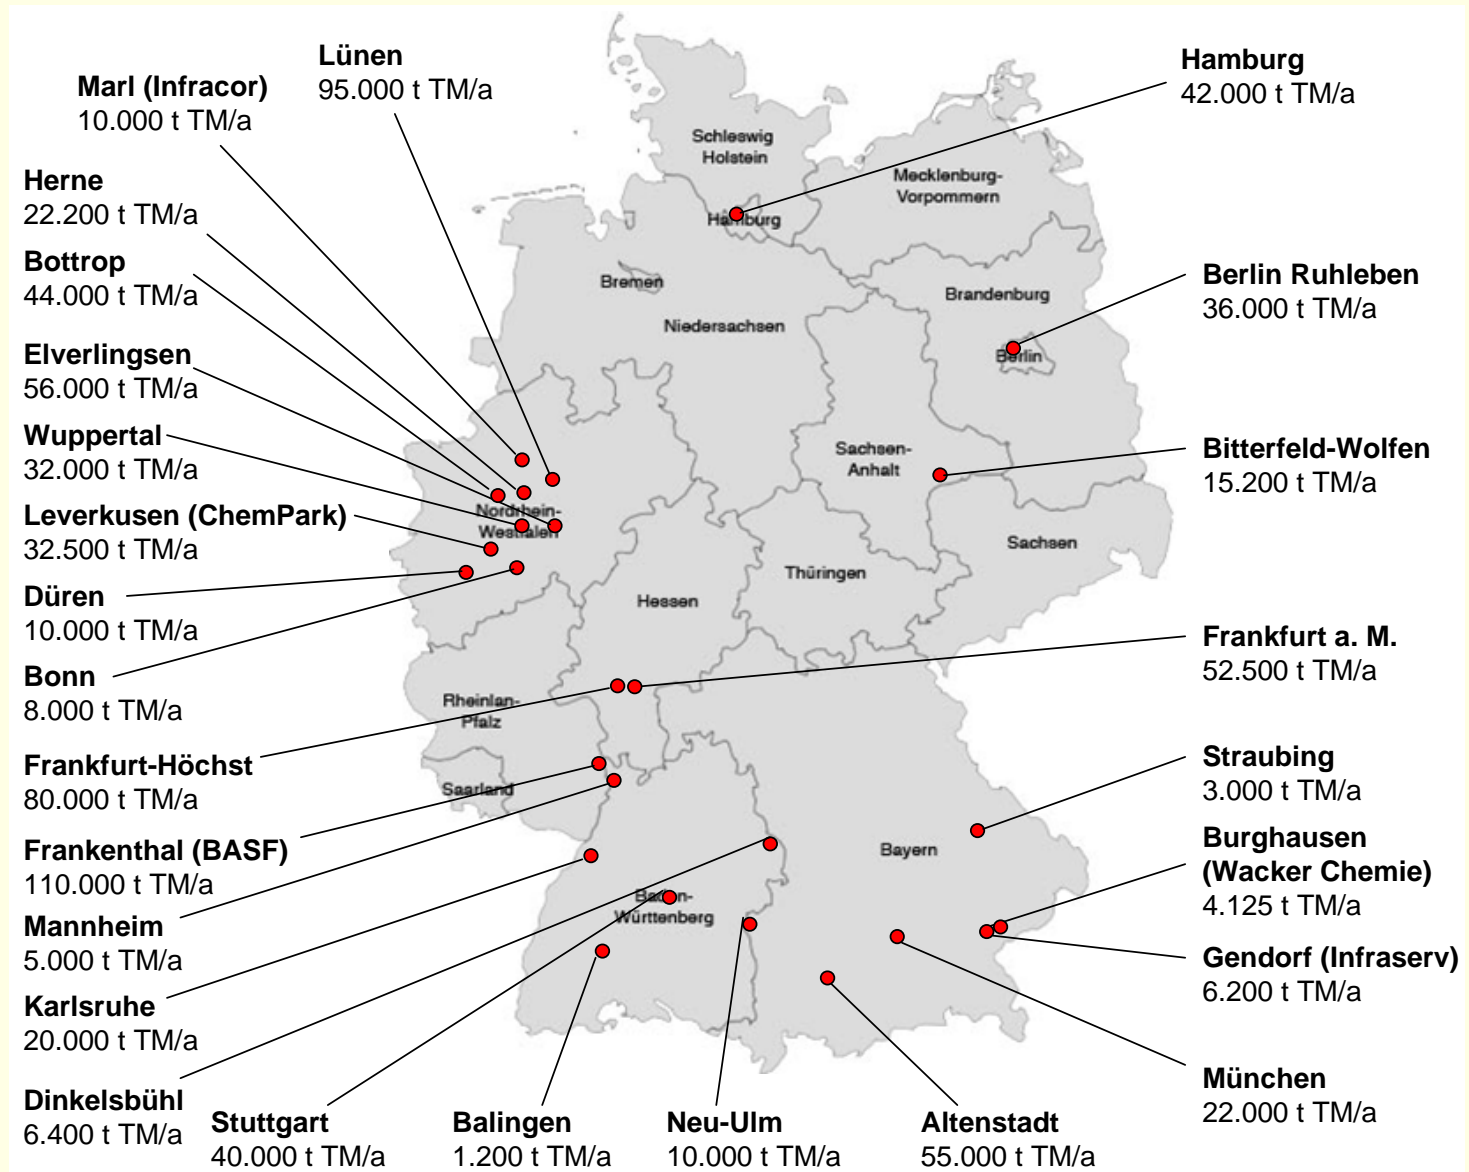 Lünen
95.000 t TM/a
Marl (Infracor)
10.000 t TM/a
Herne
22.200 t TM/a
Bottrop
44.000 t TM/a
Elverlingsen
56.000 t TM/a
Wuppertal
32.000 t TM/a
Leverkusen (ChemPark)
32.500 t TM/a
Düren
10.000 t TM/a
Bonn
8.000 t TM/a
Frankfurt-Höchst
80.000 t TM/a
Frankenthal (BASF)
110.000 t TM/a
Mannheim
5.000 t TM/a
Karlsruhe
20.000 t TM/a
Dinkelsbühl
6.400 t TM/a
Stuttgart
40.000 t TM/a
Balingen
1.200 t TM/a
Neu-Ulm
10.000 t TM/a
Altenstadt
55.000 t TM/a
Hamburg
42.000 t TM/a
Berlin Ruhleben
36.000 t TM/a
Bitterfeld-Wolfen
15.200 t TM/a
Frankfurt a. M.
52.500 t TM/a
Straubing
3.000 t TM/a
Burghausen
(Wacker Chemie)
4.125 t TM/a
Gendorf (Infraserv)
6.200 t TM/a
München
22.000 t TM/a
Schleswig
Holstein
Mecklenburg-
Vorpommern
Hamburg
Bremen
Niedersachsen
Brandenburg
Berlin
Sachsen-
Anhalt
Nordrhein-
Westfalen
Sachsen
Thüringen
Hessen
Rheinlan-
Pfalz
Saarland
Bayern
Baden-
Württenberg